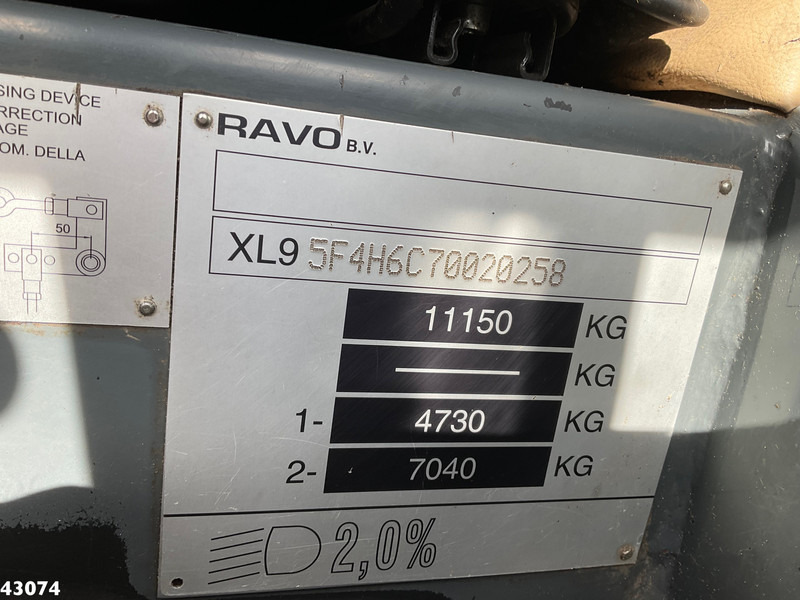 SING DEVICE
RRECTION
AGE
OM. DELLA
50
RAVO B.V.
XL9 5F4H6C70020258
11150 KG
KG
1- 4730 KG
2- 7040 KG
2,0%
43074